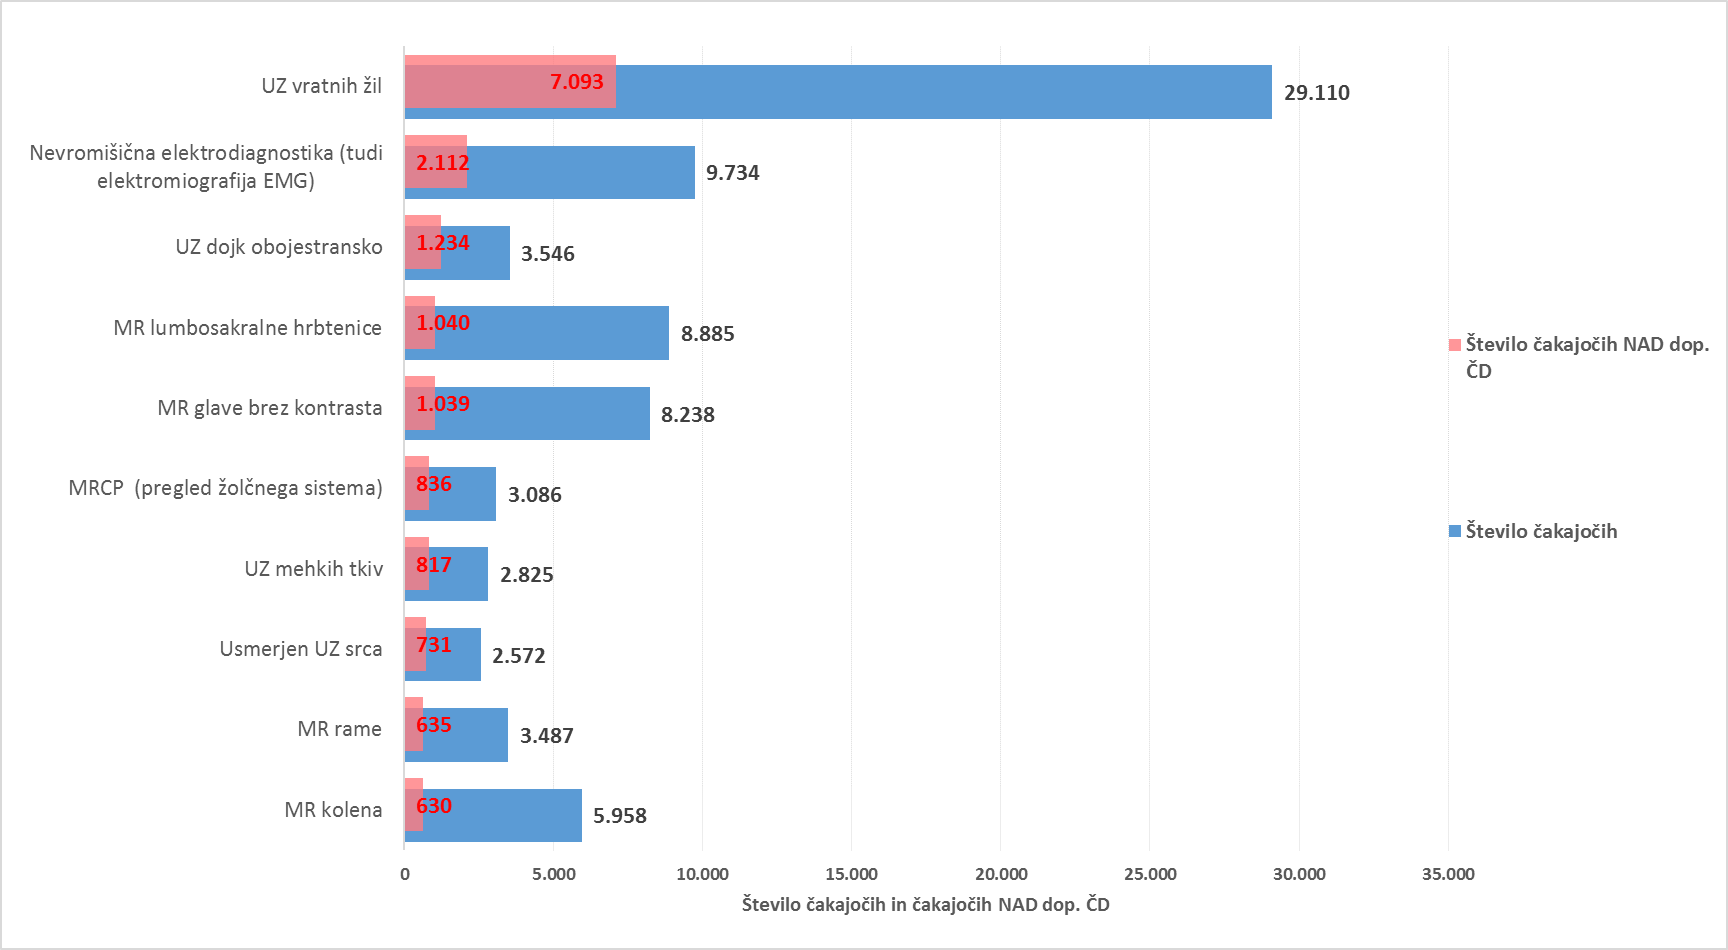 UZ vratnih žil
7.093
29.110
Nevromišična elektrodiagnostika (tudi
elektromiografija EMG)
2.112
9.734
UZ dojk obojestransko
1.234
3.546
MR lumbosakralne hrbtenice
1.040
8.885
MR glave brez kontrasta
1.039
8.238
MRCP  (pregled žolčnega sistema)
836
3.086
UZ mehkih tkiv
817
2.825
Usmerjen UZ srca
731
2.572
MR rame
635
3.487
MR kolena
630
5.958
0 5.000 10.000 15.000 20.000 25.000 30.000 35.000
Število čakajočih in čakajočih NAD dop. ČD
Število čakajočih NAD dop.
ČD
Število čakajočih